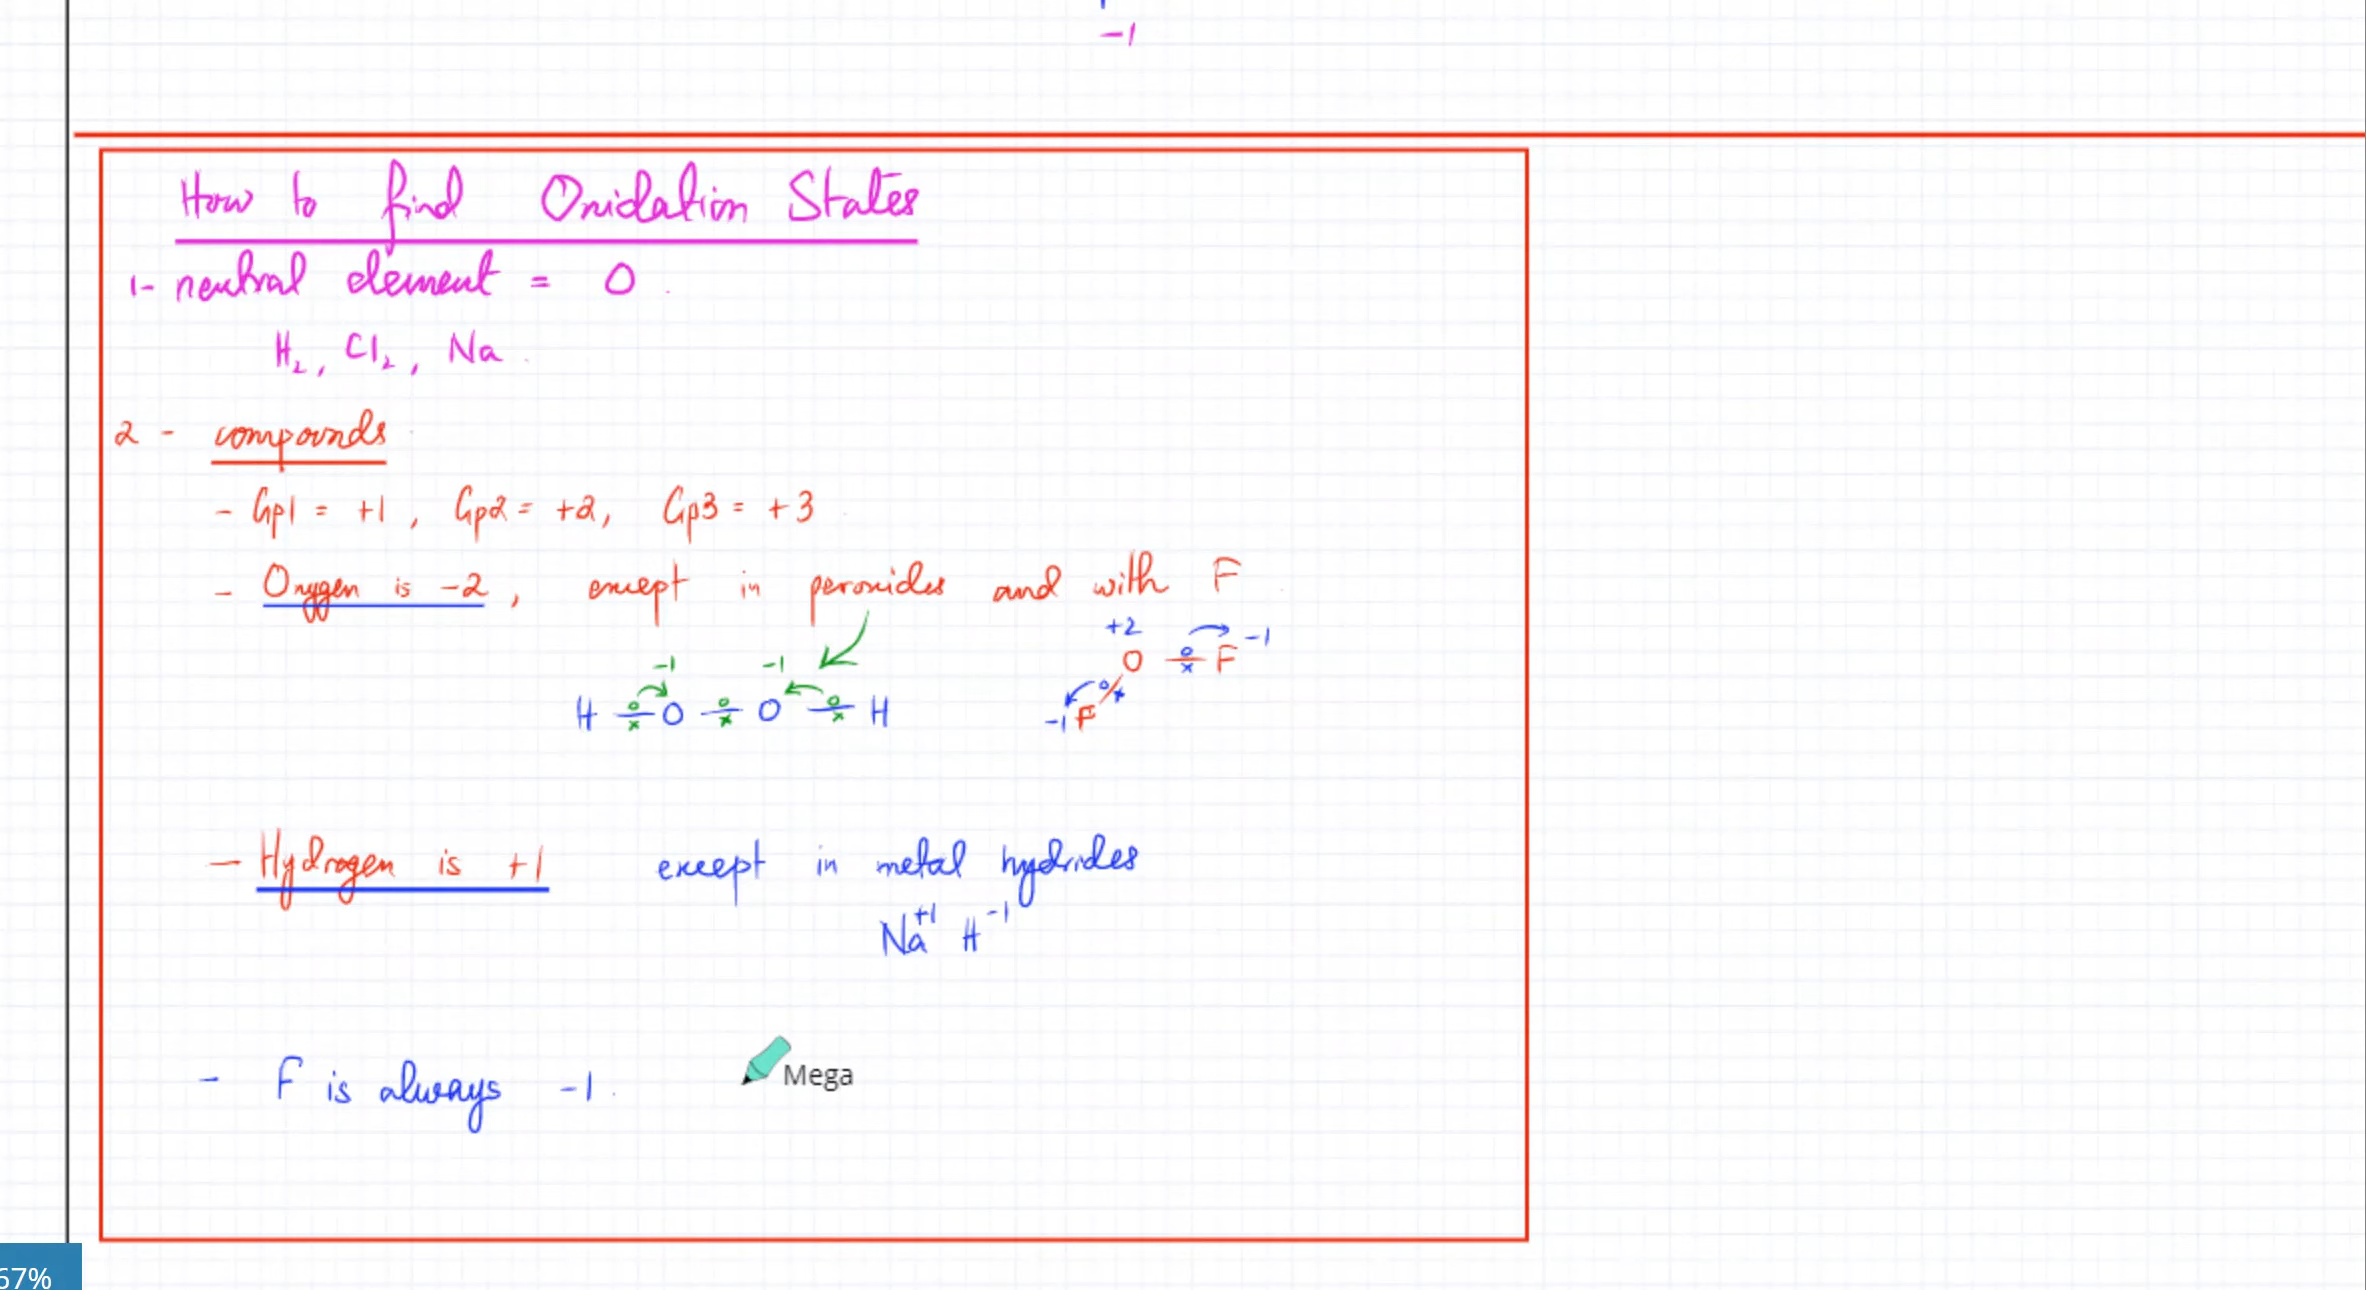 -1
How to find Oxidation States
1- neutral element = 0
H₂, Cl₂, Na
2 - compounds
- Gp1 = +1, Gp2 = +2, Gp3 = +3
- Oxygen is -2, except in peroxides and with F
+2 -1
-1 -1 O F
H O O H -1 F
- Hydrogen is +1 except in metal hydrides
Na⁺¹ H⁻¹
- F is always -1.
Mega
67%